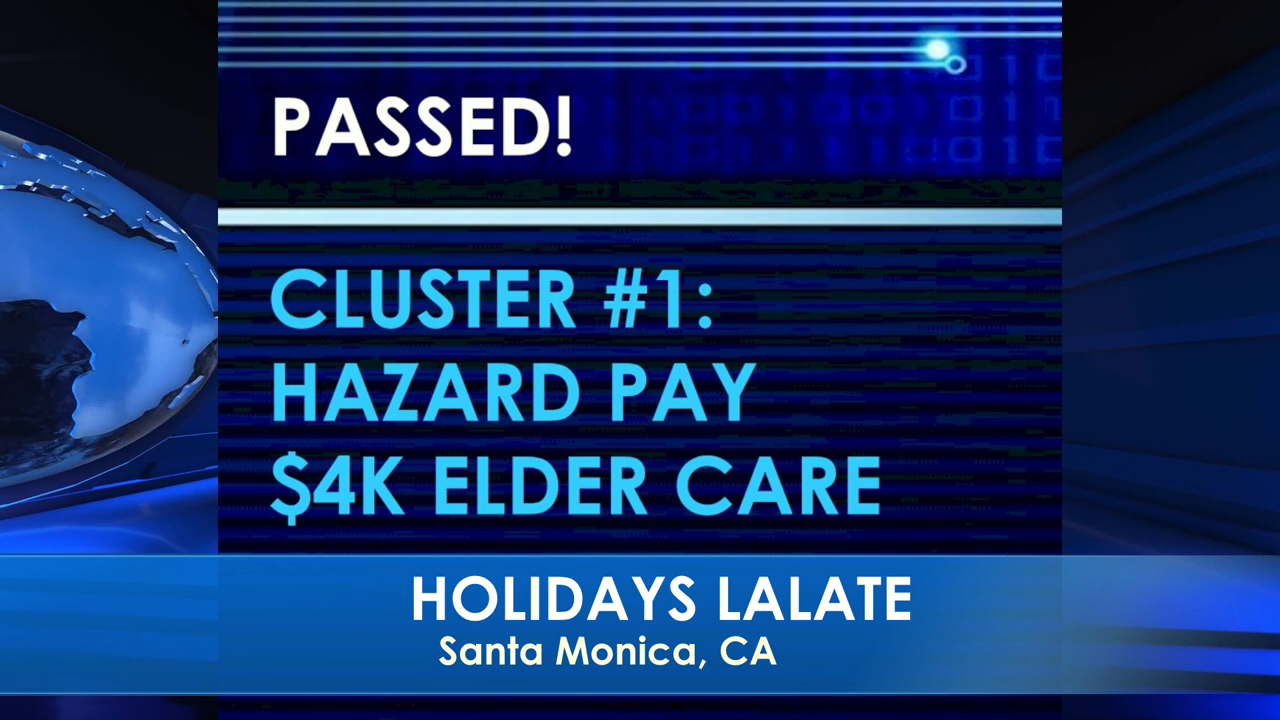 PASSED!
CLUSTER #1:
HAZARD PAY
$4K ELDER CARE
HOLIDAYS LALATE
Santa Monica, CA